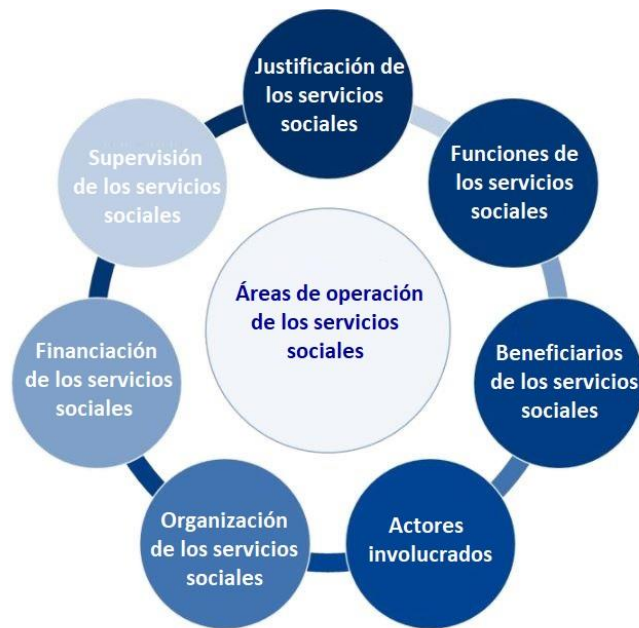 Justificación de
los servicios
sociales
Funciones de
los servicios
sociales
Beneficiarios
de los servicios
sociales
Actores
involucrados
Organización
de los servicios
sociales
Financiación
de los servicios
sociales
Supervisión
de los servicios
sociales
Áreas de operación
de los servicios
sociales